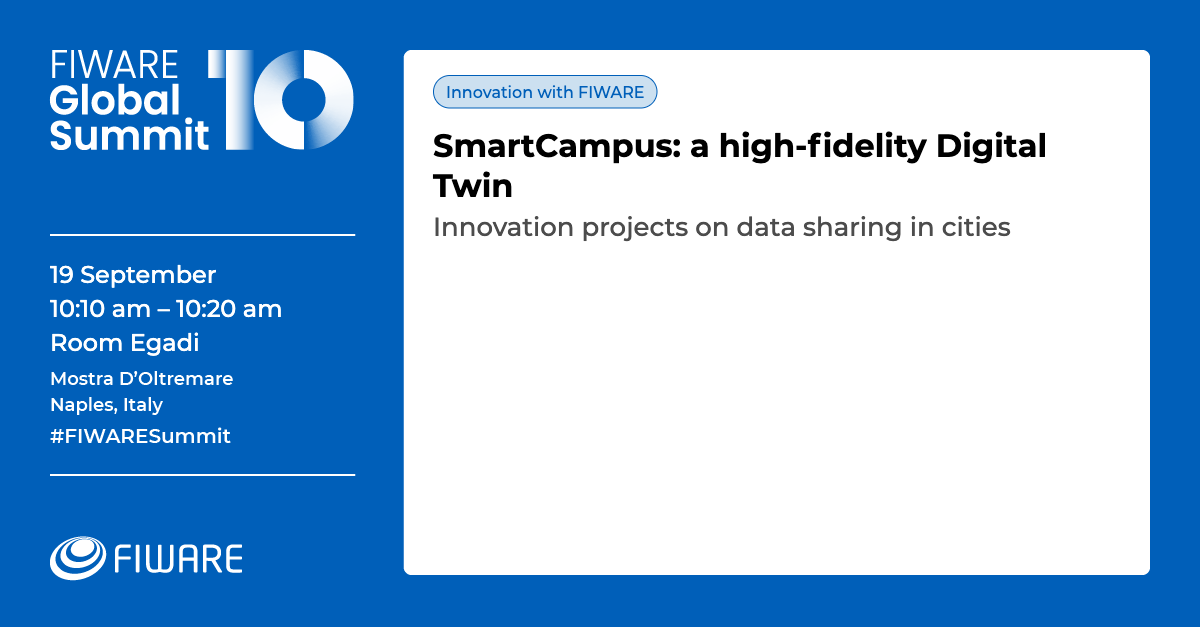 FIWARE
Global
Summit
10
19 September
10:10 am – 10:20 am
Room Egadi
Mostra D’Oltremare
Naples, Italy
#FIWARESummit
FIWARE
Innovation with FIWARE
SmartCampus: a high-fidelity Digital
Twin
Innovation projects on data sharing in cities